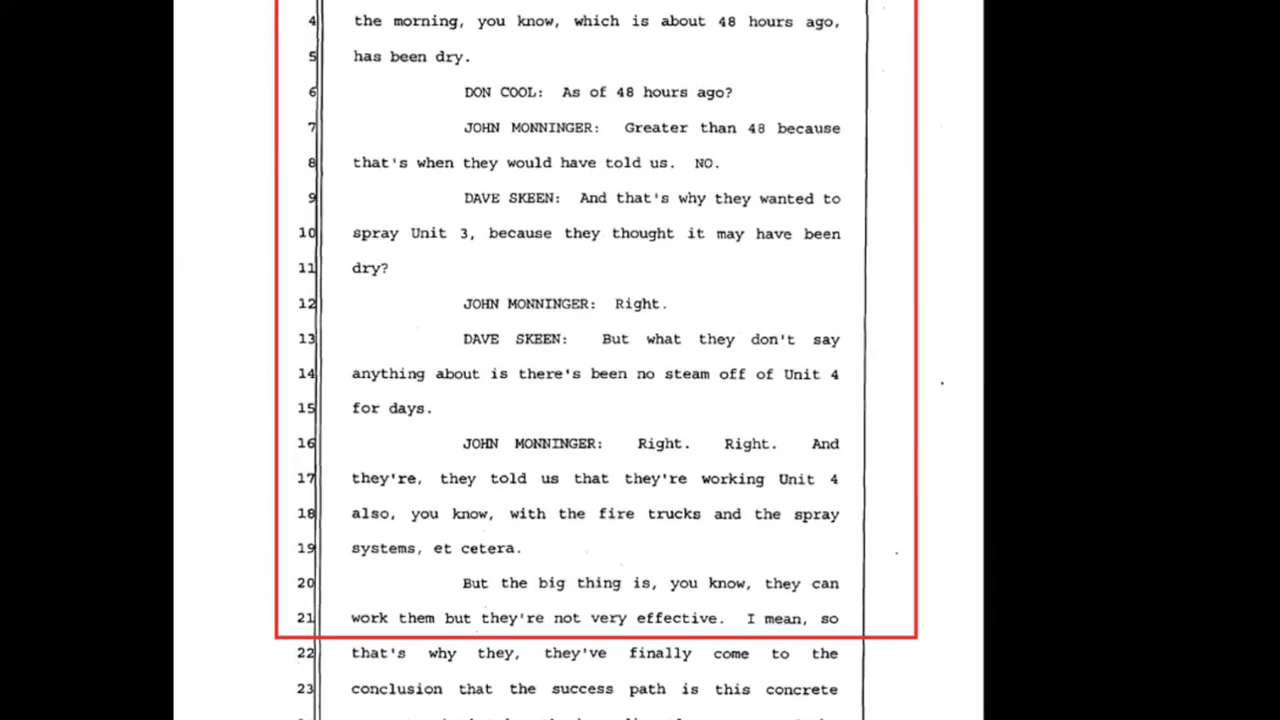 4 the morning, you know, which is about 48 hours ago,
5 has been dry.
6 DON COOL: As of 48 hours ago?
7 JOHN MONNINGER: Greater than 48 because
8 that's when they would have told us. NO.
9 DAVE SKEEN: And that's why they wanted to
10 spray Unit 3, because they thought it may have been
11 dry?
12 JOHN MONNINGER: Right.
13 DAVE SKEEN: But what they don't say
14 anything about is there's been no steam off of Unit 4
15 for days.
16 JOHN MONNINGER: Right. Right. And
17 they're, they told us that they're working Unit 4
18 also, you know, with the fire trucks and the spray
19 systems, et cetera.
20 But the big thing is, you know, they can
21 work them but they're not very effective. I mean, so
22 that's why they, they've finally come to the
23 conclusion that the success path is this concrete